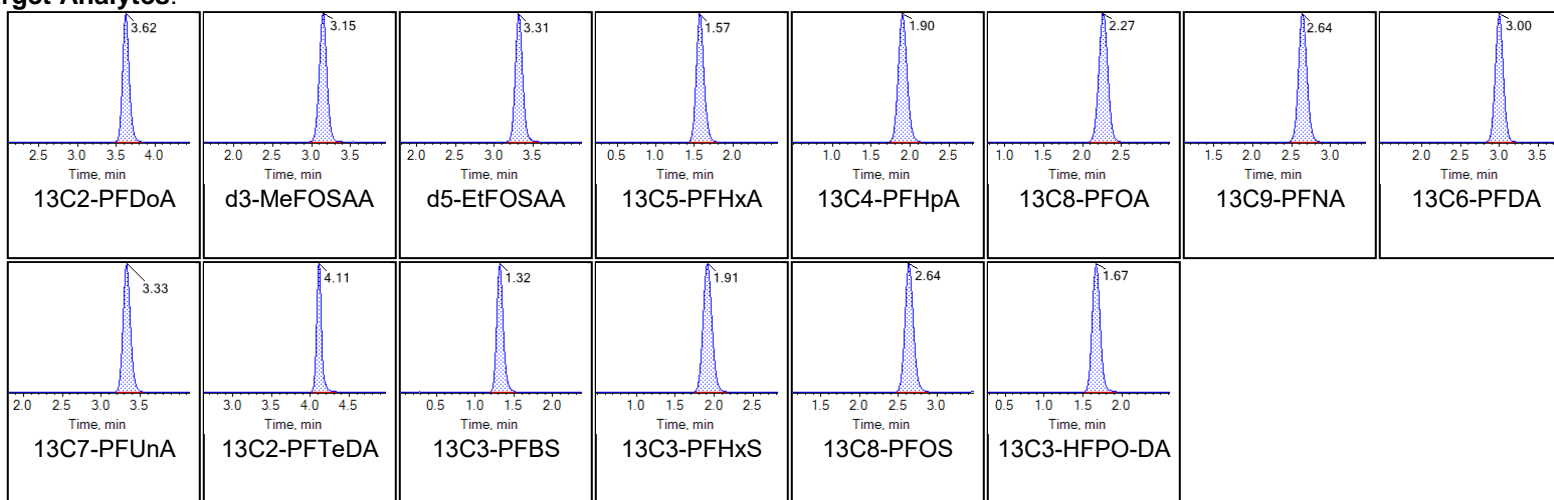 rget Analytes:
3.62
2.5 3.0 3.5 4.0
Time, min
13C2-PFDoA
3.15
2.0 2.5 3.0 3.5
Time, min
d3-MeFOSAA
3.31
2.0 2.5 3.0 3.5
Time, min
d5-EtFOSAA
1.57
0.5 1.0 1.5 2.0
Time, min
13C5-PFHxA
1.90
1.0 1.5 2.0 2.5
Time, min
13C4-PFHpA
2.27
1.0 1.5 2.0 2.5
Time, min
13C8-PFOA
2.64
1.5 2.0 2.5 3.0
Time, min
13C9-PFNA
3.00
2.0 2.5 3.0 3.5
Time, min
13C6-PFDA
3.33
2.0 2.5 3.0 3.5
Time, min
13C7-PFUnA
4.11
3.0 3.5 4.0 4.5
Time, min
13C2-PFTeDA
1.32
0.5 1.0 1.5 2.0
Time, min
13C3-PFBS
1.91
1.0 1.5 2.0 2.5
Time, min
13C3-PFHxS
2.64
1.5 2.0 2.5 3.0
Time, min
13C8-PFOS
1.67
0.5 1.0 1.5 2.0
Time, min
13C3-HFPO-DA